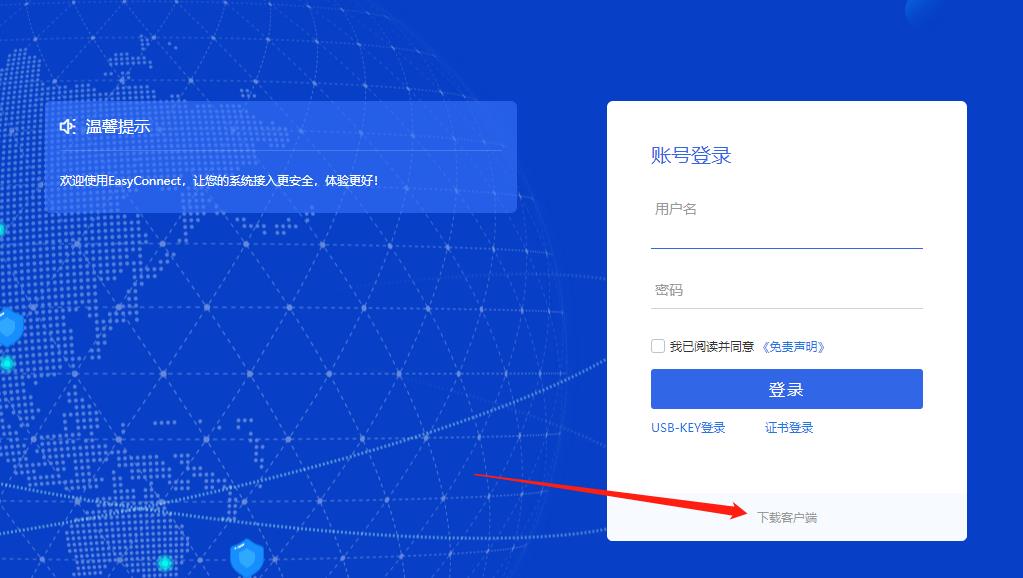 温馨提示
欢迎使用EasyConnect，让您的系统接入更安全，体验更好！
账号登录
用户名
密码
我已阅读并同意 《免责声明》
登录
USB-KEY登录 证书登录
下载客户端